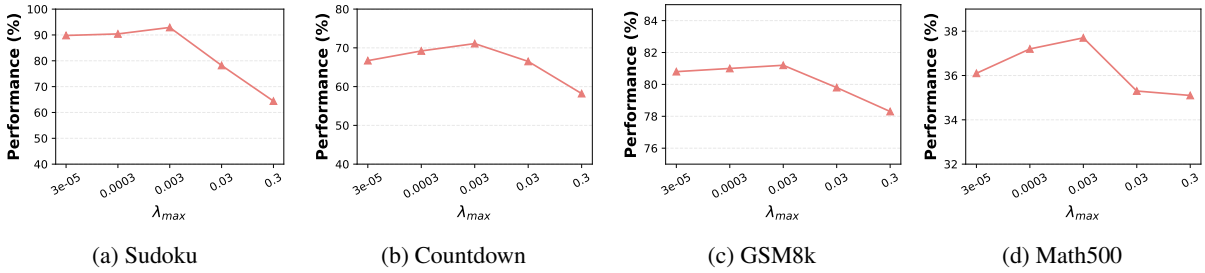 Performance (%)
100
90
80
70
60
50
40
3e-05
0.0003
0.003
0.03
0.3
λmax
(a) Sudoku
Performance (%)
80
70
60
50
40
3e-05
0.0003
0.003
0.03
0.3
λmax
(b) Countdown
Performance (%)
84
82
80
78
76
3e-05
0.0003
0.003
0.03
0.3
λmax
(c) GSM8k
Performance (%)
38
36
34
32
3e-05
0.0003
0.003
0.03
0.3
λmax
(d) Math500